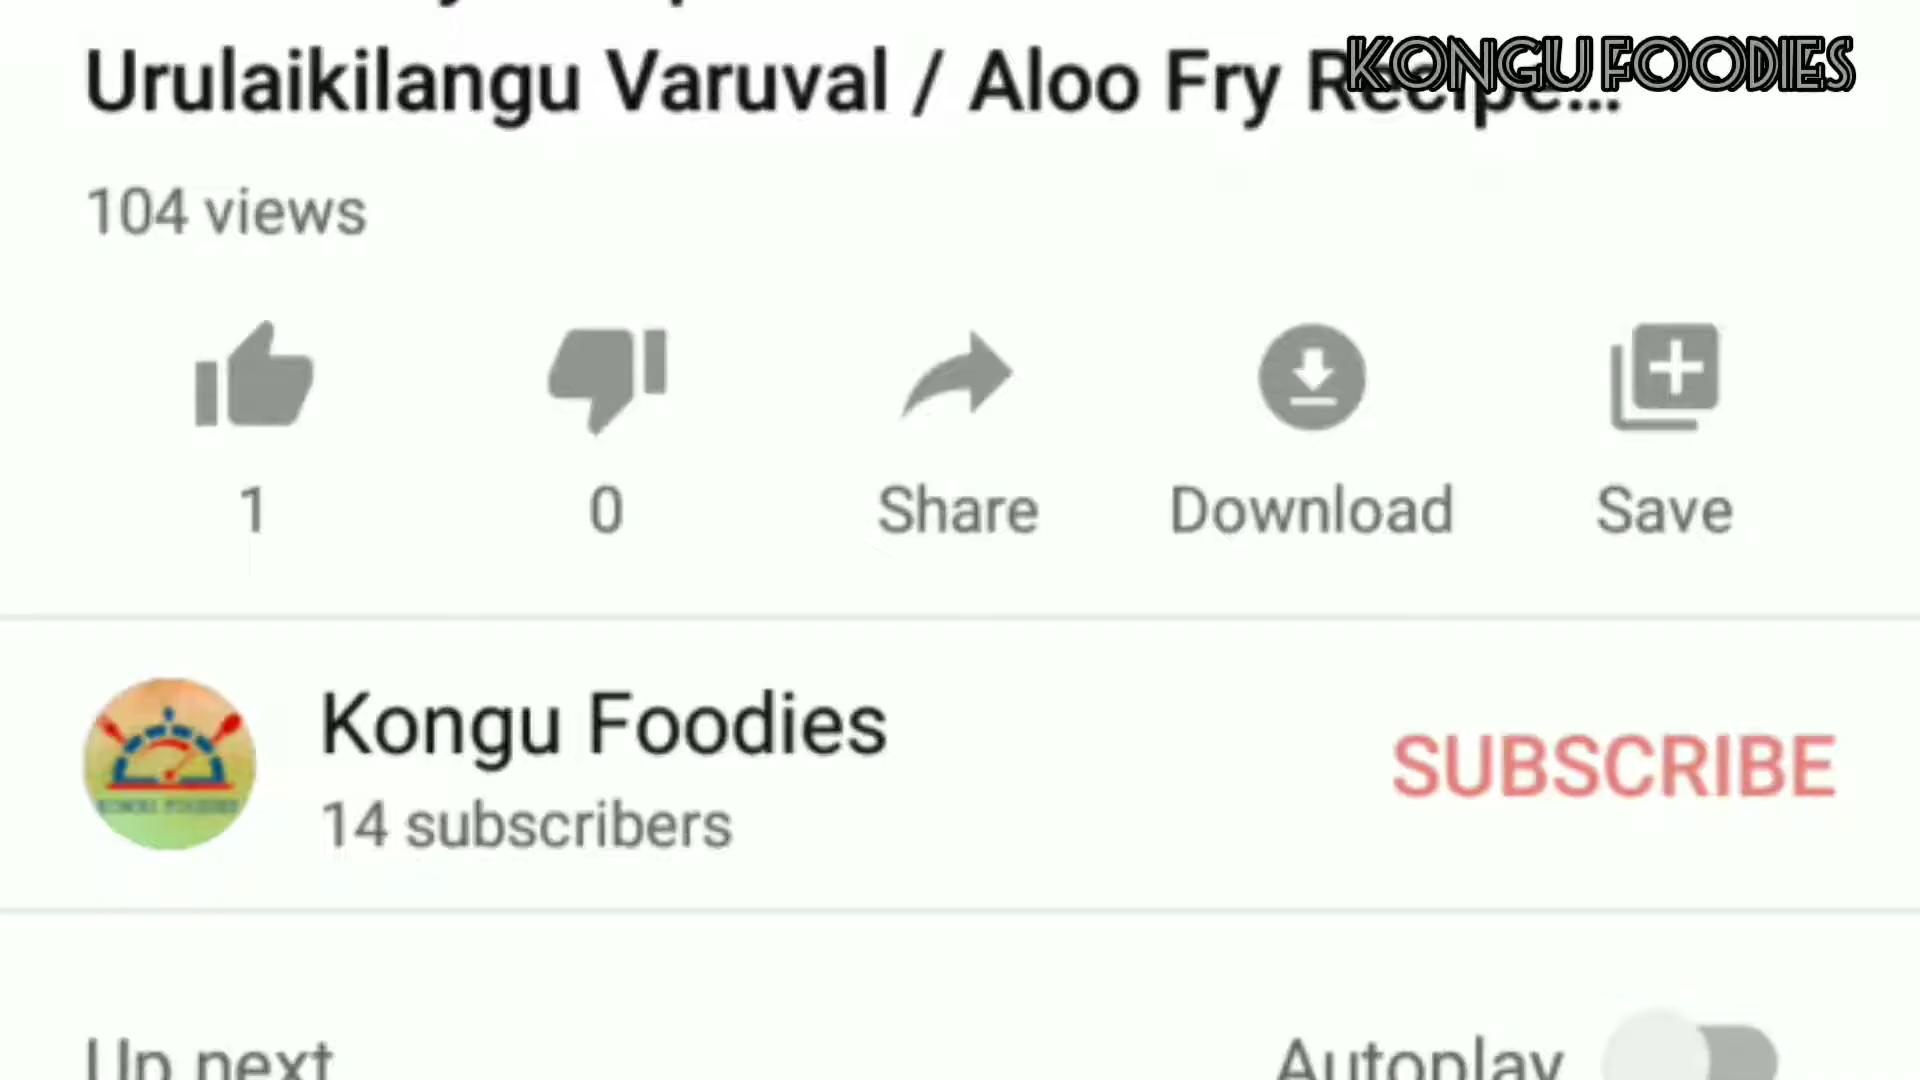 Urulaikilangu Varuval / Aloo Fry Recipe...
KONGU FOODIES
104 views
1 0 Share Download Save
Kongu Foodies
SUBSCRIBE
14 subscribers
Up next
Autoplay